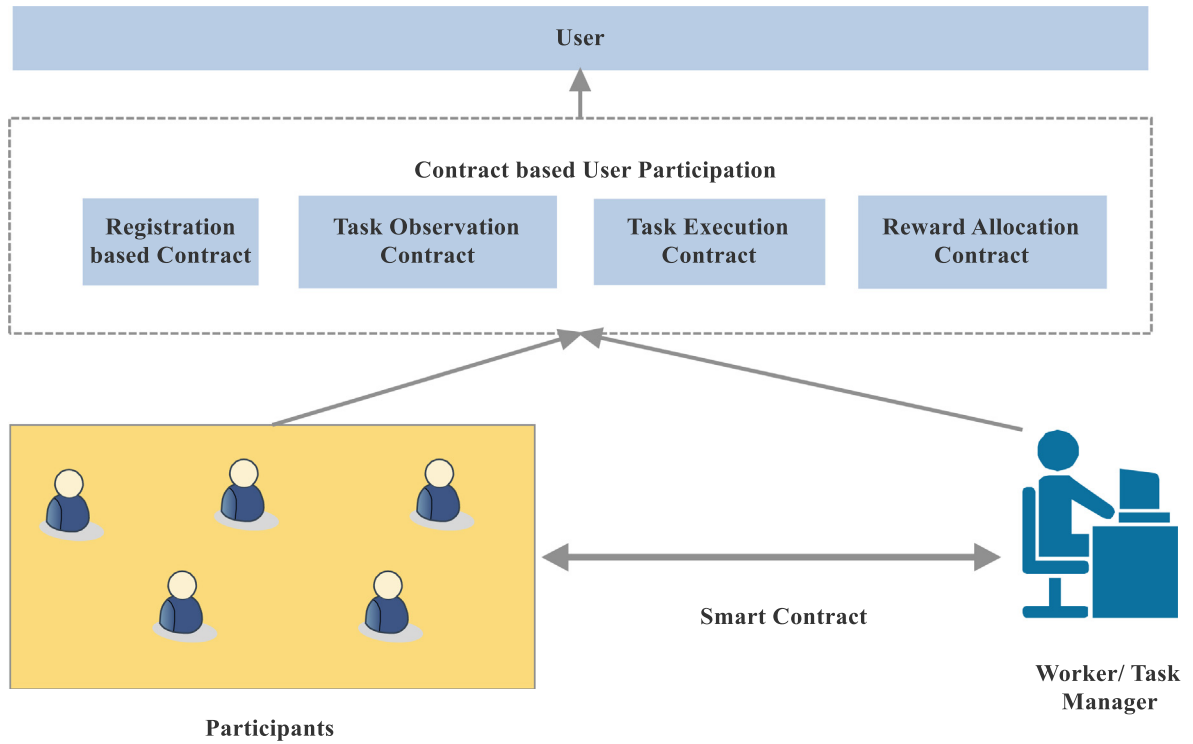 User
Contract based User Participation
Registration
based Contract
Task Observation
Contract
Task Execution
Contract
Reward Allocation
Contract
Smart Contract
Worker/ Task
Manager
Participants